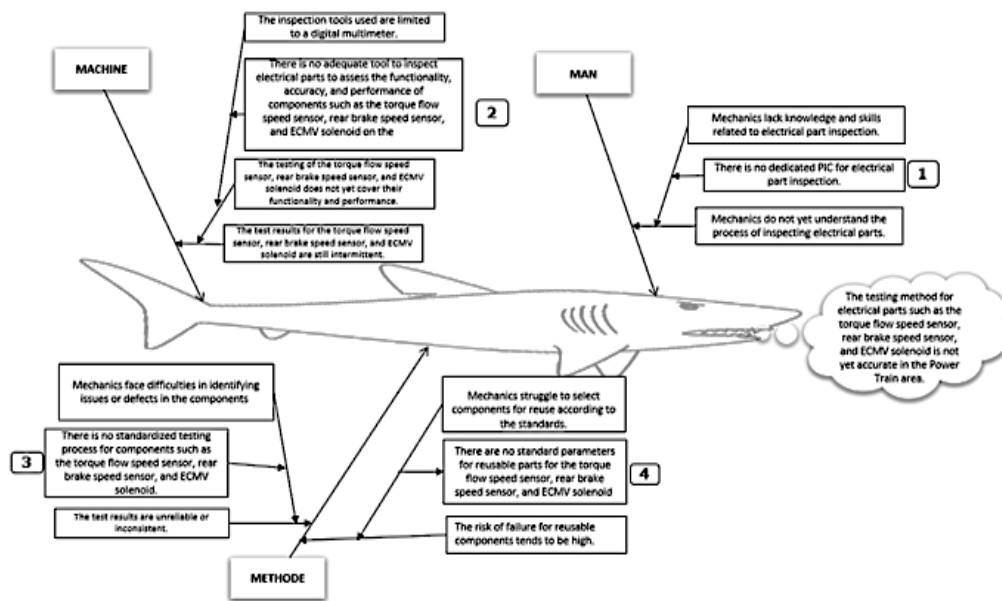 The inspection tools used are limited
to a digital multimeter.
MACHINE
There is no adequate tool to inspect
electrical parts to assess the functionality,
accuracy, and performance of
components such as the torque flow
speed sensor, rear brake speed sensor,
and ECMV solenoid on the
2
The testing of the torque flow speed
sensor, rear brake speed sensor, and ECMV
solenoid does not yet cover their
functionality and performance.
The test results for the torque flow speed
sensor, rear brake speed sensor, and ECMV
solenoid are still intermittent.
MAN
Mechanics lack knowledge and skills
related to electrical part inspection.
There is no dedicated PIC for electrical
part inspection.
1
Mechanics do not yet understand the
process of inspecting electrical parts.
The testing method for
electrical parts such as the
torque flow speed sensor,
rear brake speed sensor,
and ECMV solenoid is not
yet accurate in the Power
Train area.
Mechanics face difficulties in identifying
issues or defects in the components
3
There is no standardized testing
process for components such as
the torque flow speed sensor, rear
brake speed sensor, and ECMV
solenoid.
The test results are unreliable or
inconsistent.
Mechanics struggle to select
components for reuse according to
the standards.
There are no standard parameters
for reusable parts for the torque
flow speed sensor, rear brake
speed sensor, and ECMV solenoid
4
The risk of failure for reusable
components tends to be high.
METHODE